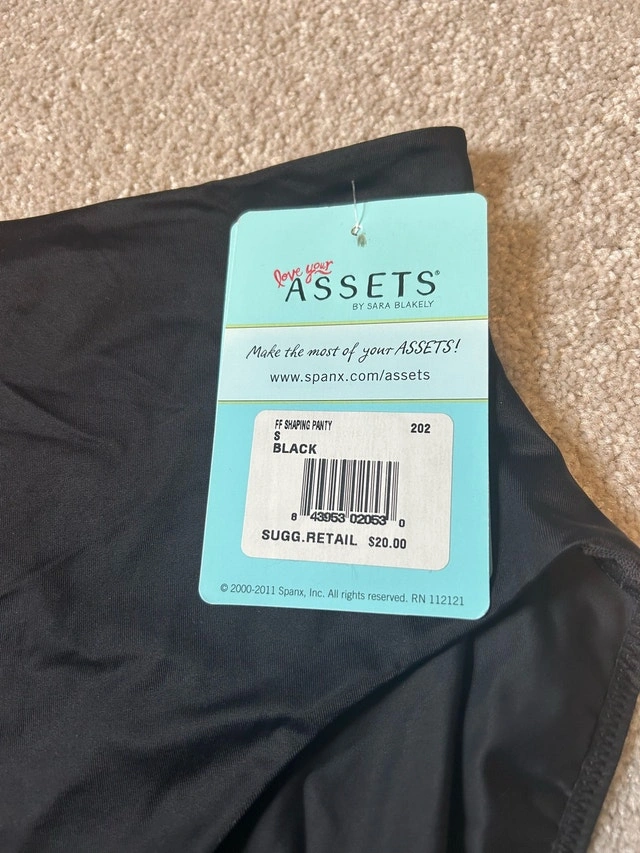 love your
ASSETS®
BY SARA BLAKELY
Make the most of your ASSETS!
www.spanx.com/assets
FF SHAPING PANTY 202
S
BLACK
8 43953 02053 0
SUGG.RETAIL $20.00
© 2000-2011 Spanx, Inc. All rights reserved. RN 112121